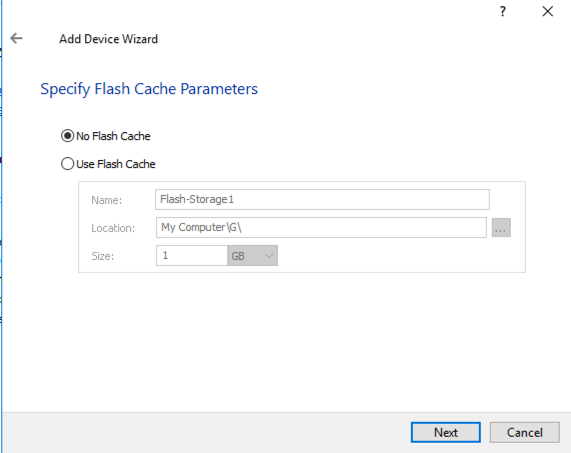 ?
Add Device Wizard
Specify Flash Cache Parameters
No Flash Cache
Use Flash Cache
Name: Flash-Storage1
Location: My Computer\G\ ...
Size: 1 GB
Next Cancel